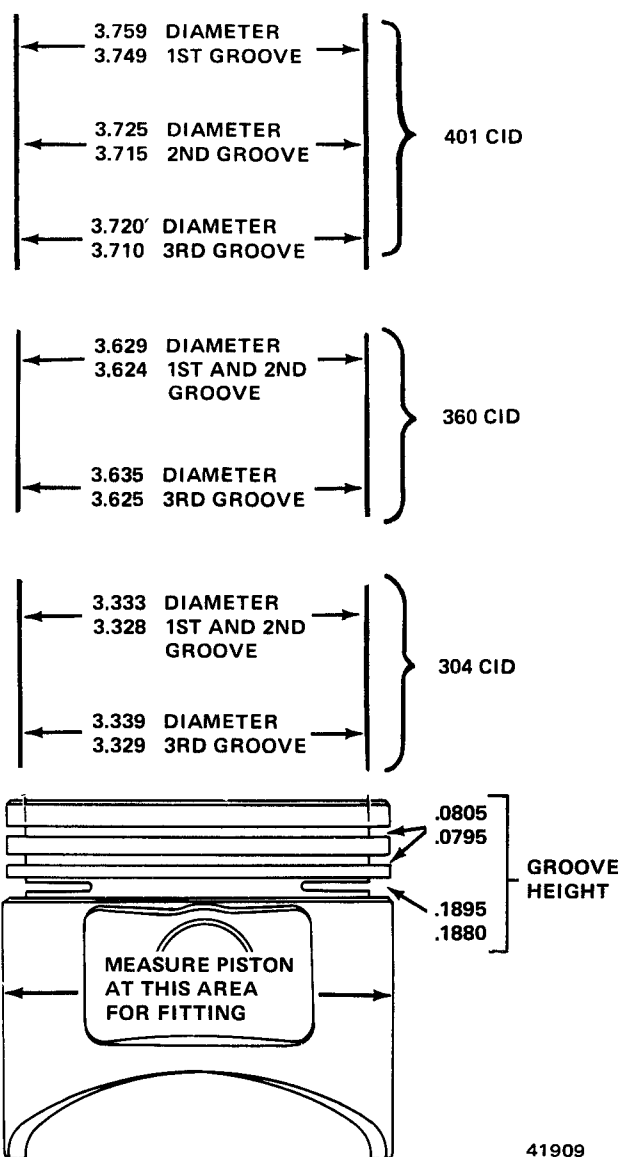 3.759 DIAMETER
3.749 1ST GROOVE
3.725 DIAMETER
3.715 2ND GROOVE
401 CID
3.720′ DIAMETER
3.710 3RD GROOVE
3.629 DIAMETER
3.624 1ST AND 2ND
GROOVE
360 CID
3.635 DIAMETER
3.625 3RD GROOVE
3.333 DIAMETER
3.328 1ST AND 2ND
GROOVE
304 CID
3.339 DIAMETER
3.329 3RD GROOVE
.0805
.0795
GROOVE
HEIGHT
.1895
.1880
MEASURE PISTON
AT THIS AREA
FOR FITTING
41909